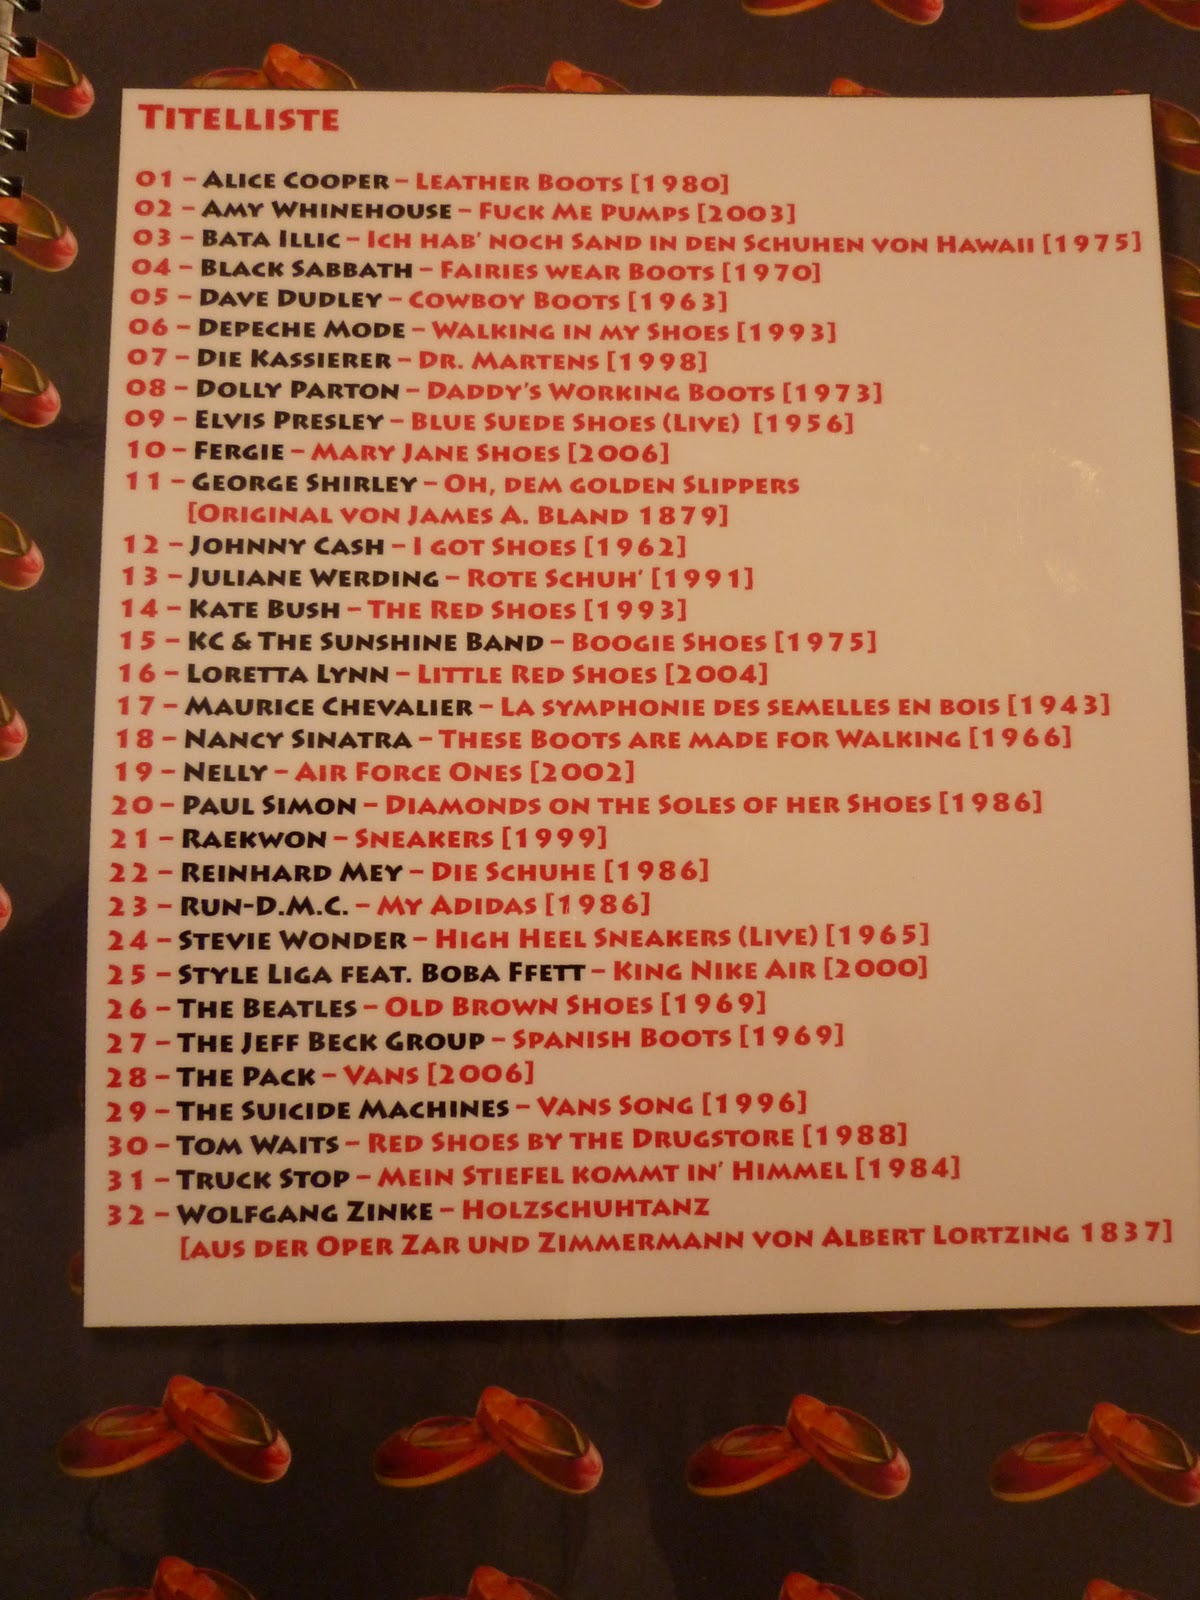 Titelliste
01 – Alice Cooper – Leather Boots [1980]
02 – Amy Whinehouse – Fuck Me Pumps [2003]
03 – Bata Illic – Ich hab' noch Sand in den Schuhen von Hawaii [1975]
04 – Black Sabbath – Fairies wear Boots [1970]
05 – Dave Dudley – Cowboy Boots [1963]
06 – Depeche Mode – Walking in my Shoes [1993]
07 – Die Kassierer – Dr. Martens [1998]
08 – Dolly Parton – Daddy's Working Boots [1973]
09 – Elvis Presley – Blue Suede Shoes (Live) [1956]
10 – Fergie – Mary Jane Shoes [2006]
11 – George Shirley – Oh, dem golden Slippers
[Original von James A. Bland 1879]
12 – Johnny Cash – I got Shoes [1962]
13 – Juliane Werding – Rote Schuh' [1991]
14 – Kate Bush – The Red Shoes [1993]
15 – KC & The Sunshine Band – Boogie Shoes [1975]
16 – Loretta Lynn – Little Red Shoes [2004]
17 – Maurice Chevalier – La symphonie des semelles en bois [1943]
18 – Nancy Sinatra – These Boots are made for Walking [1966]
19 – Nelly – Air Force Ones [2002]
20 – Paul Simon – Diamonds on the Soles of her Shoes [1986]
21 – Raekwon – Sneakers [1999]
22 – Reinhard Mey – Die Schuhe [1986]
23 – Run-D.M.C. – My Adidas [1986]
24 – Stevie Wonder – High Heel Sneakers (Live) [1965]
25 – Style Liga feat. Boba Ffett – King Nike Air [2000]
26 – The Beatles – Old Brown Shoes [1969]
27 – The Jeff Beck Group – Spanish Boots [1969]
28 – The Pack – Vans [2006]
29 – The Suicide Machines – Vans Song [1996]
30 – Tom Waits – Red Shoes by the Drugstore [1988]
31 – Truck Stop – Mein Stiefel kommt in' Himmel [1984]
32 – Wolfgang Zinke – Holzschuhtanz
[aus der Oper Zar und Zimmermann von Albert Lortzing 1837]